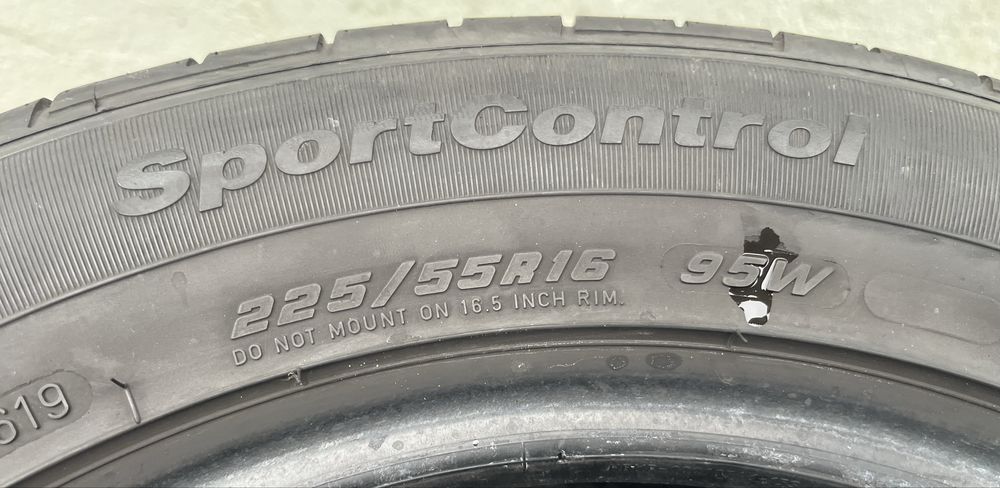 SportControl
225/55R16 95W
DO NOT MOUNT ON 16.5 INCH RIM.
619